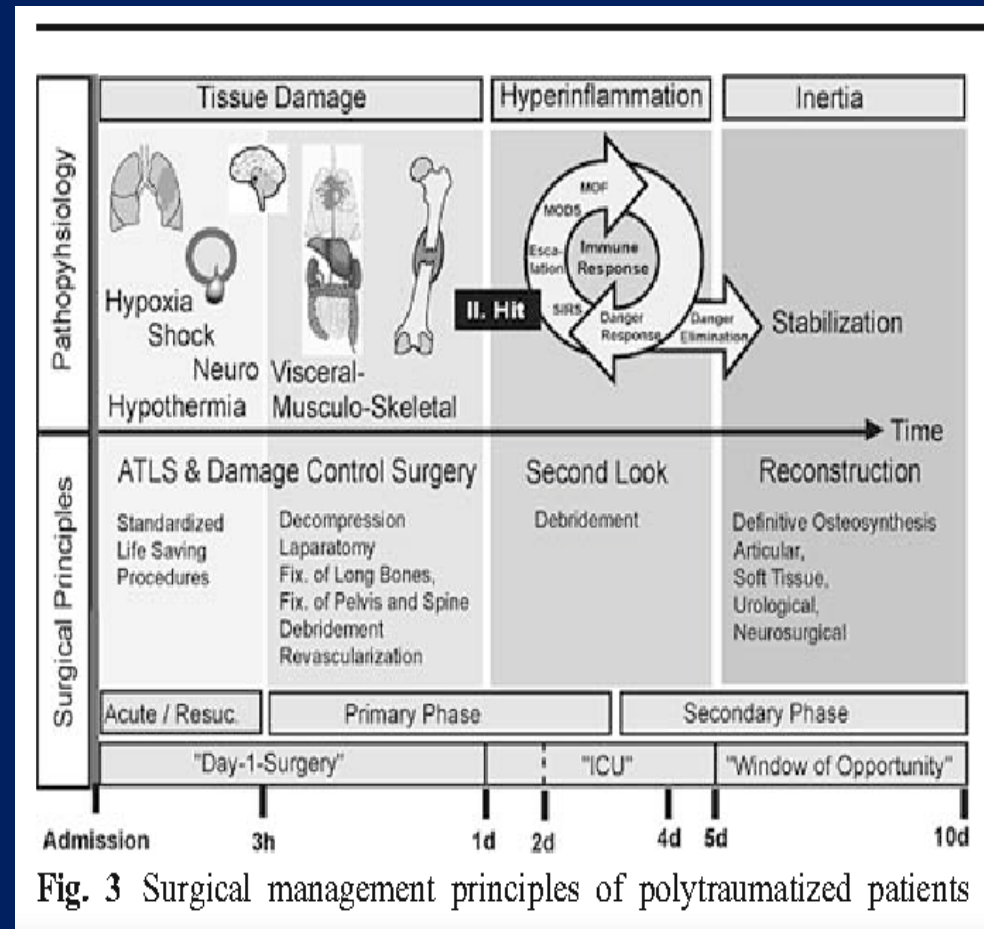 Tissue Damage
Hyperinflammation
Inertia
Pathopyhsiology
Hypoxia
Shock
Neuro
Hypothermia
Visceral-
Musculo-Skeletal
II. Hit
MOF
MODS
Esca-
lation
SIRS
Immune
Response
Danger
Response
Danger
Elimination
Stabilization
Time
Surgical Principles
ATLS & Damage Control Surgery
Standardized
Life Saving
Procedures
Decompression
Laparatomy
Fix. of Long Bones,
Fix. of Pelvis and Spine
Debridement
Revascularization
Second Look
Debridement
Reconstruction
Definitive Osteosynthesis
Articular,
Soft Tissue,
Urological,
Neurosurgical
Acute / Resuc.
Primary Phase
Secondary Phase
"Day-1-Surgery"
"ICU"
"Window of Opportunity"
Admission 3h 1d 2d 4d 5d 10d
Fig. 3 Surgical management principles of polytraumatized patients